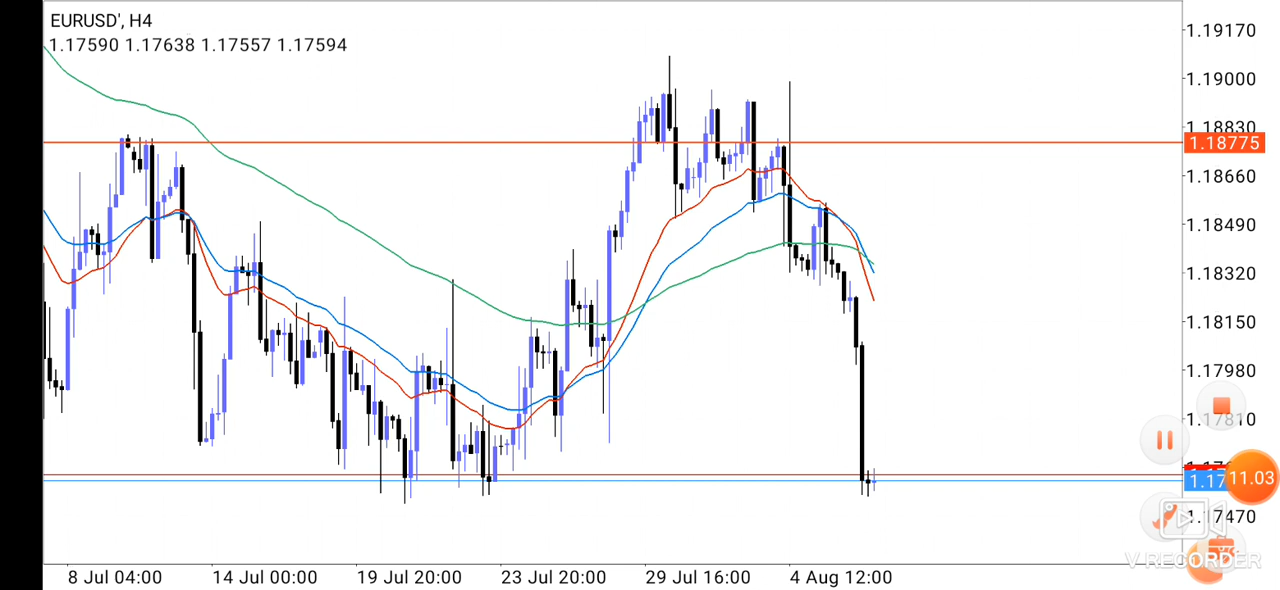 EURUSD', H4
1.17590 1.17638 1.17557 1.17594
1.19170
1.19000
1.18830
1.18775
1.18660
1.18490
1.18320
1.18150
1.17980
11.03
1.17470
V RECORDER
8 Jul 04:00 14 Jul 00:00 19 Jul 20:00 23 Jul 20:00 29 Jul 16:00 4 Aug 12:00